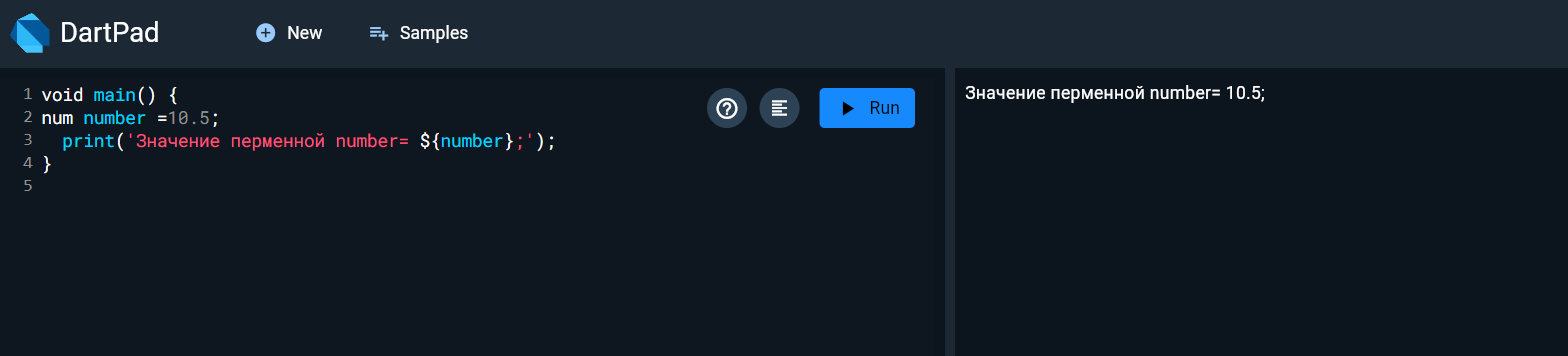 DartPad New Samples
1 void main() {
2 num number =10.5;
3 print('Значение перменной number= ${number};');
4 }
5
Run
Значение перменной number= 10.5;